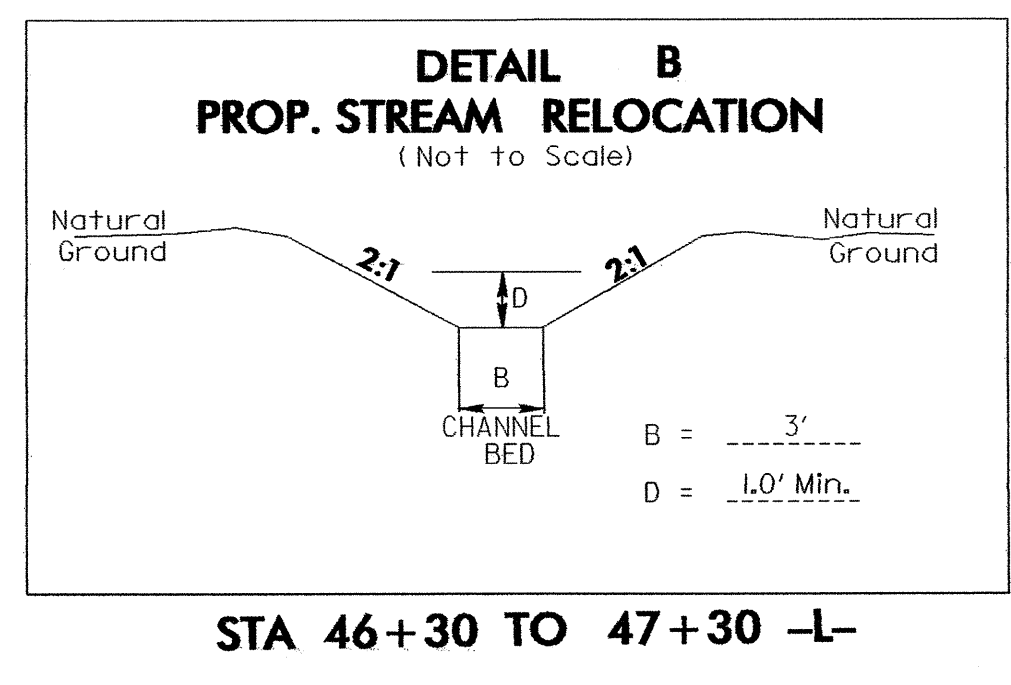 DETAIL B
PROP. STREAM RELOCATION
(Not to Scale)
Natural
Ground
2:1
D
2:1
Natural
Ground
B
CHANNEL
BED
B = 3'
D = 1.0' Min.
STA 46+30 TO 47+30 -L-